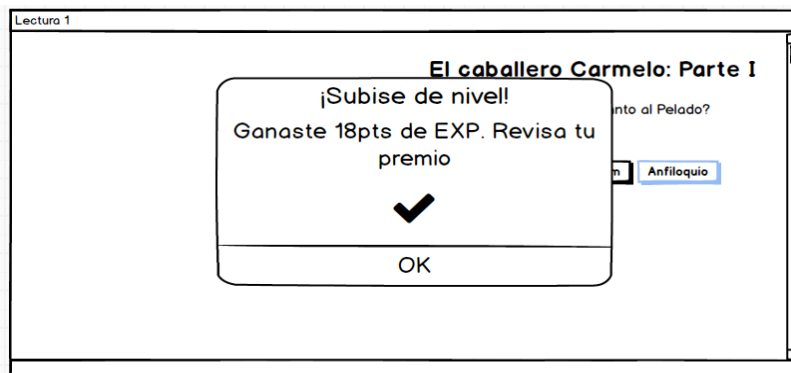 Lectura 1
El caballero Carmelo: Parte I
¡Subise de nivel!
al Pelado?
Ganaste 18pts de EXP. Revisa tu
premio
Anfiloquio
OK